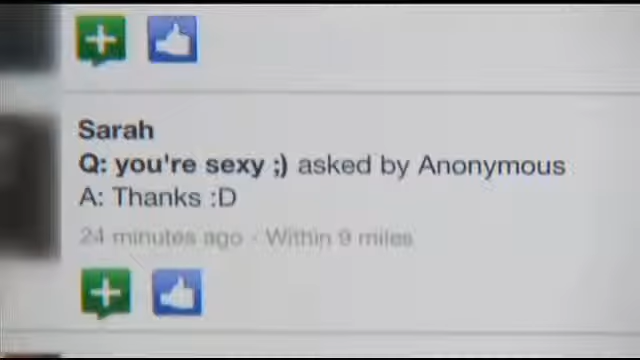 Sarah
Q: you're sexy ;) asked by Anonymous
A: Thanks :D
24 minutes ago · Within 9 miles